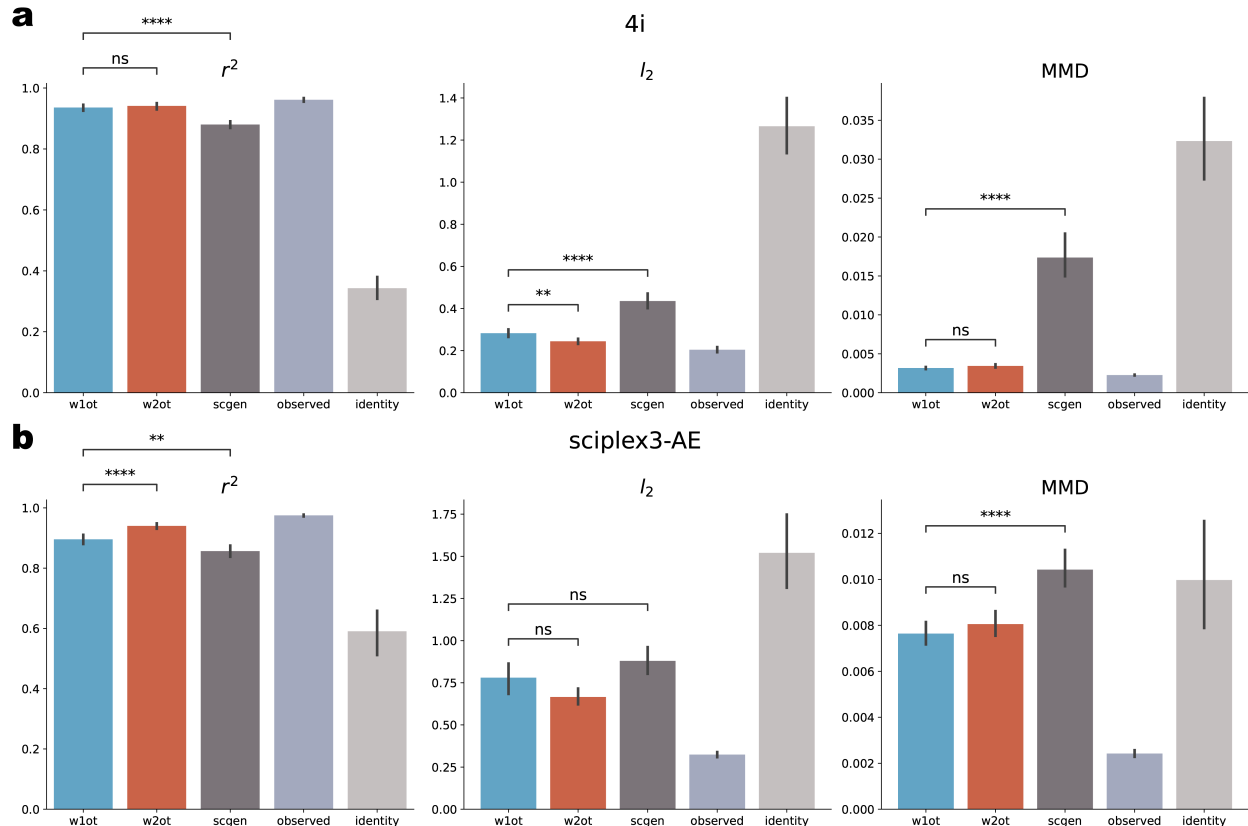 a
4i
****
ns
r²
1.0
0.8
0.6
0.4
0.2
0.0
w1ot w2ot scgen observed identity
l₂
1.4
1.2
1.0
0.8
0.6
0.4
0.2
0.0
****
**
w1ot w2ot scgen observed identity
MMD
0.035
0.030
0.025
0.020
0.015
0.010
0.005
0.000
****
ns
w1ot w2ot scgen observed identity
b
sciplex3-AE
**
****
r²
1.0
0.8
0.6
0.4
0.2
0.0
w1ot w2ot scgen observed identity
l₂
1.75
1.50
1.25
1.00
0.75
0.50
0.25
0.00
ns
ns
w1ot w2ot scgen observed identity
MMD
0.012
0.010
0.008
0.006
0.004
0.002
0.000
****
ns
w1ot w2ot scgen observed identity